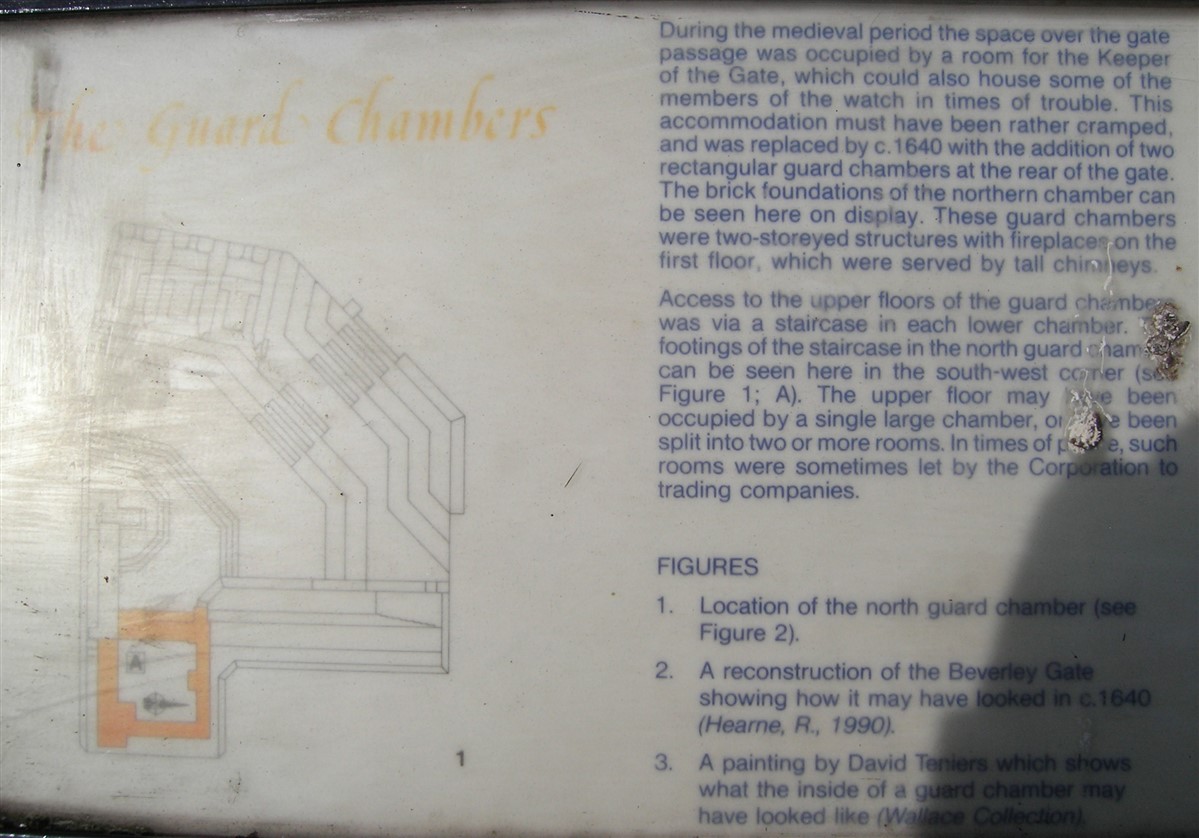 The Guard Chambers
During the medieval period the space over the gate
passage was occupied by a room for the Keeper
of the Gate, which could also house some of the
members of the watch in times of trouble. This
accommodation must have been rather cramped,
and was replaced by c.1640 with the addition of two
rectangular guard chambers at the rear of the gate.
The brick foundations of the northern chamber can
be seen here on display. These guard chambers
were two-storeyed structures with fireplaces on the
first floor, which were served by tall chimneys.
Access to the upper floors of the guard
was via a staircase in each lower chamber.
footings of the staircase in the north guard
can be seen here in the south-west corner
Figure 1; A). The upper floor may been
occupied by a single large chamber, or been
split into two or more rooms. In times of such
rooms were sometimes let by the Corporation to
trading companies.
FIGURES
1. Location of the north guard chamber (see
Figure 2).
2. A reconstruction of the Beverley Gate
showing how it may have looked in c.1640
(Hearne, R., 1990).
3. A painting by David Teniers which shows
what the inside of a guard chamber may
have looked like (Wallace Collection).
A
1